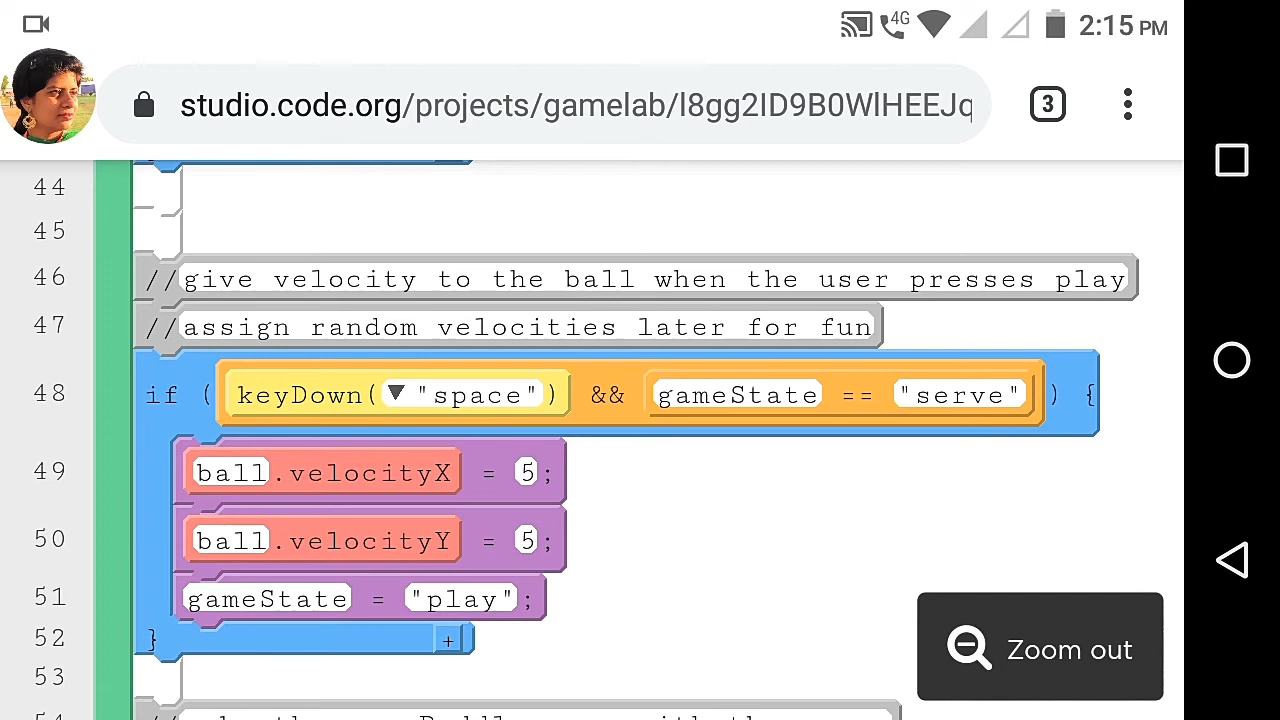 4G 2:15 PM
studio.code.org/projects/gamelab/l8gg2ID9B0WlHEEJq 3
44
45
46 //give velocity to the ball when the user presses play
47 //assign random velocities later for fun
48 if ( keyDown( ▼ "space") && gameState == "serve" ) {
49 ball.velocityX = 5;
50 ball.velocityY = 5;
51 gameState = "play";
52 } +
53
Zoom out
54 //